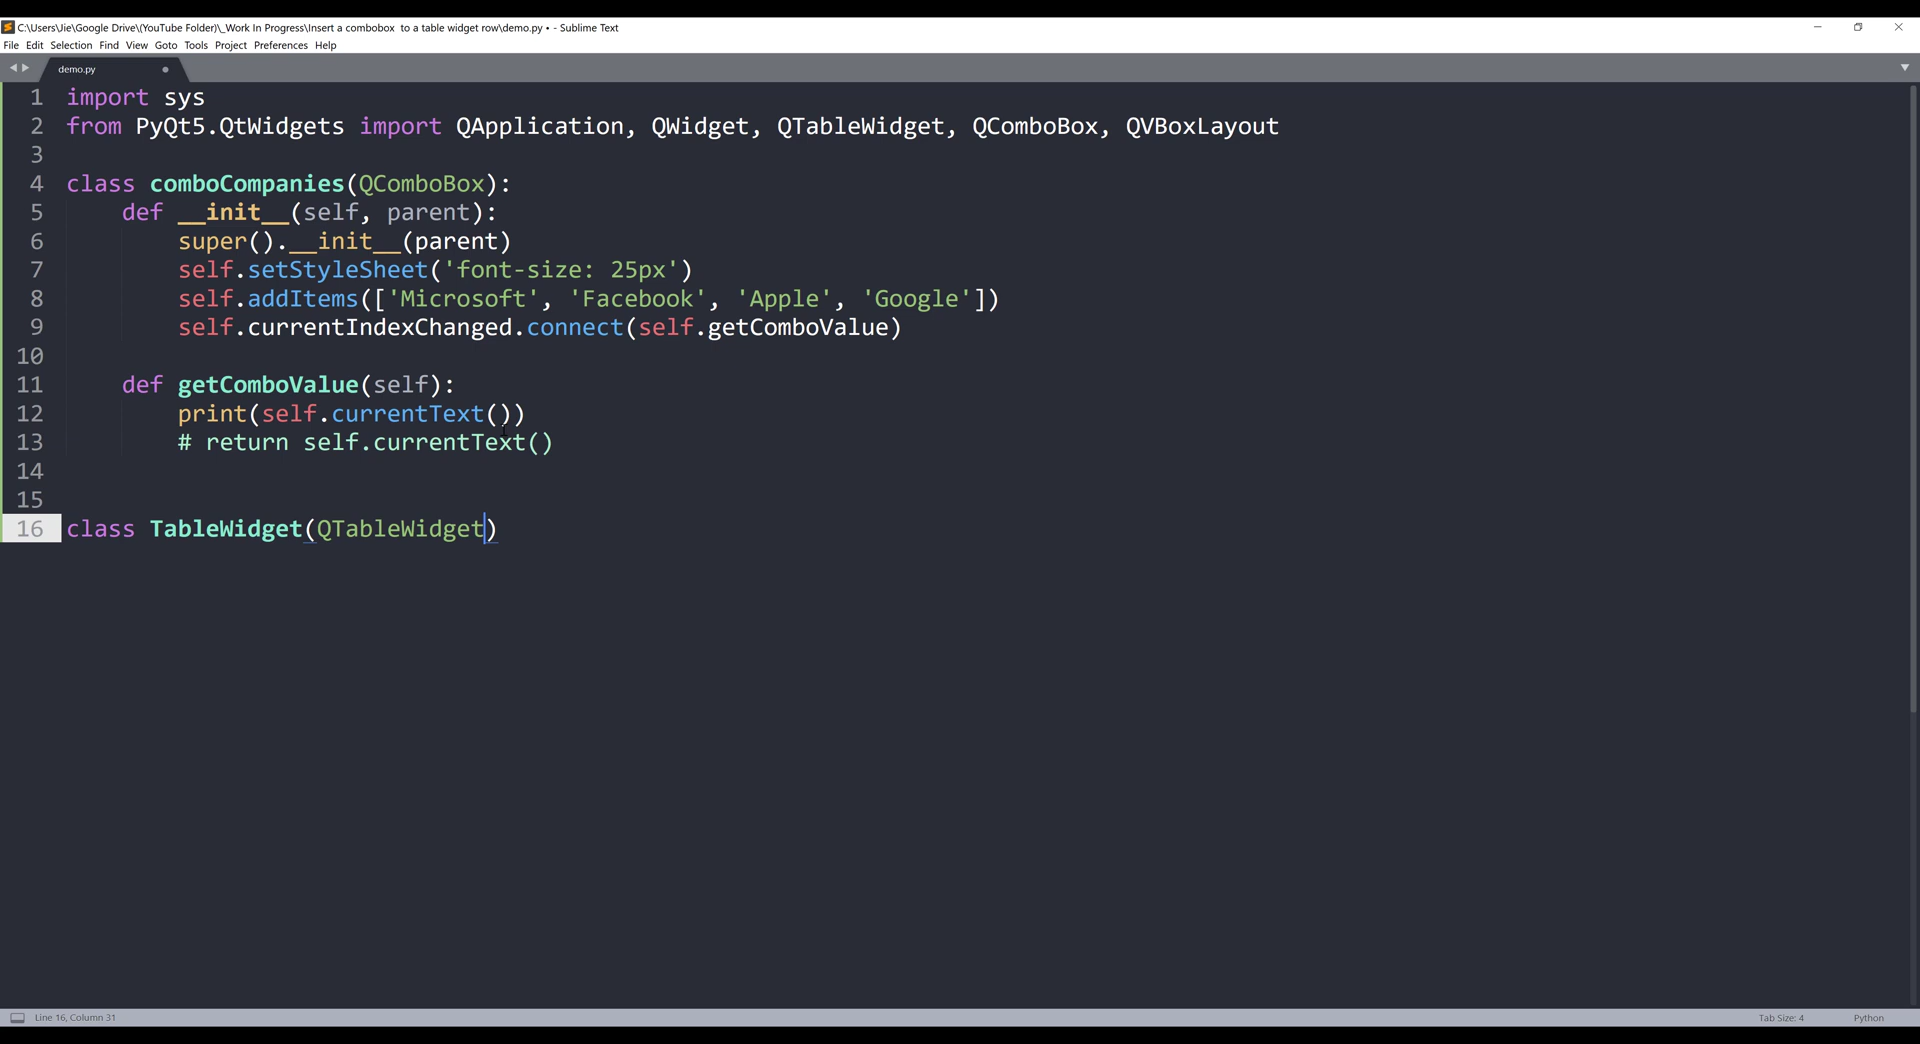 C:\Users\Jie\Google Drive\(YouTube Folder)\_Work In Progress\Insert a combobox  to a table widget row\demo.py • - Sublime Text
File Edit Selection Find View Goto Tools Project Preferences Help
demo.py
1 import sys
2 from PyQt5.QtWidgets import QApplication, QWidget, QTableWidget, QComboBox, QVBoxLayout
3
4 class comboCompanies(QComboBox):
5     def __init__(self, parent):
6         super().__init__(parent)
7         self.setStyleSheet('font-size: 25px')
8         self.addItems(['Microsoft', 'Facebook', 'Apple', 'Google'])
9         self.currentIndexChanged.connect(self.getComboValue)
10
11     def getComboValue(self):
12         print(self.currentText())
13         # return self.currentText()
14
15
16 class TableWidget(QTableWidget)
Line 16, Column 31 Tab Size: 4 Python